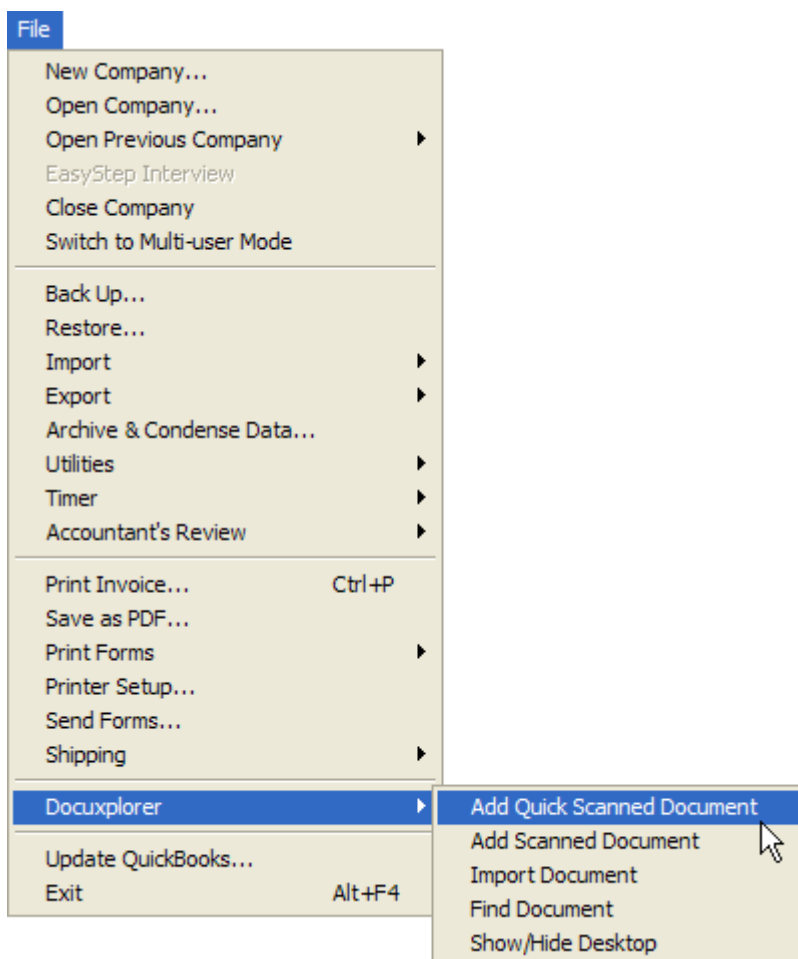 File
New Company...
Open Company...
Open Previous Company
EasyStep Interview
Close Company
Switch to Multi-user Mode
Back Up...
Restore...
Import
Export
Archive & Condense Data...
Utilities
Timer
Accountant's Review
Print Invoice... Ctrl+P
Save as PDF...
Print Forms
Printer Setup...
Send Forms...
Shipping
Docuxplorer
Add Quick Scanned Document
Add Scanned Document
Import Document
Find Document
Show/Hide Desktop
Update QuickBooks...
Exit Alt+F4